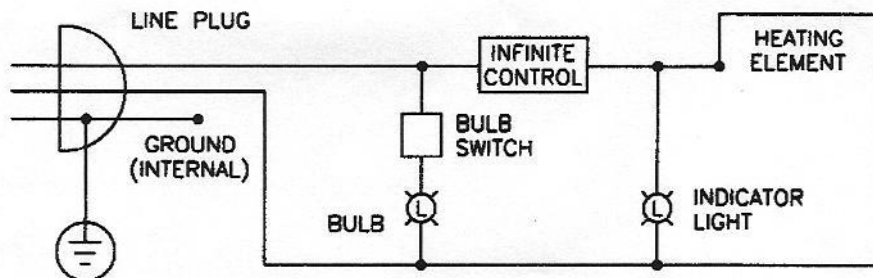 LINE PLUG
INFINITE
CONTROL
HEATING
ELEMENT
GROUND
(INTERNAL)
BULB
SWITCH
BULB
L
L
INDICATOR
LIGHT